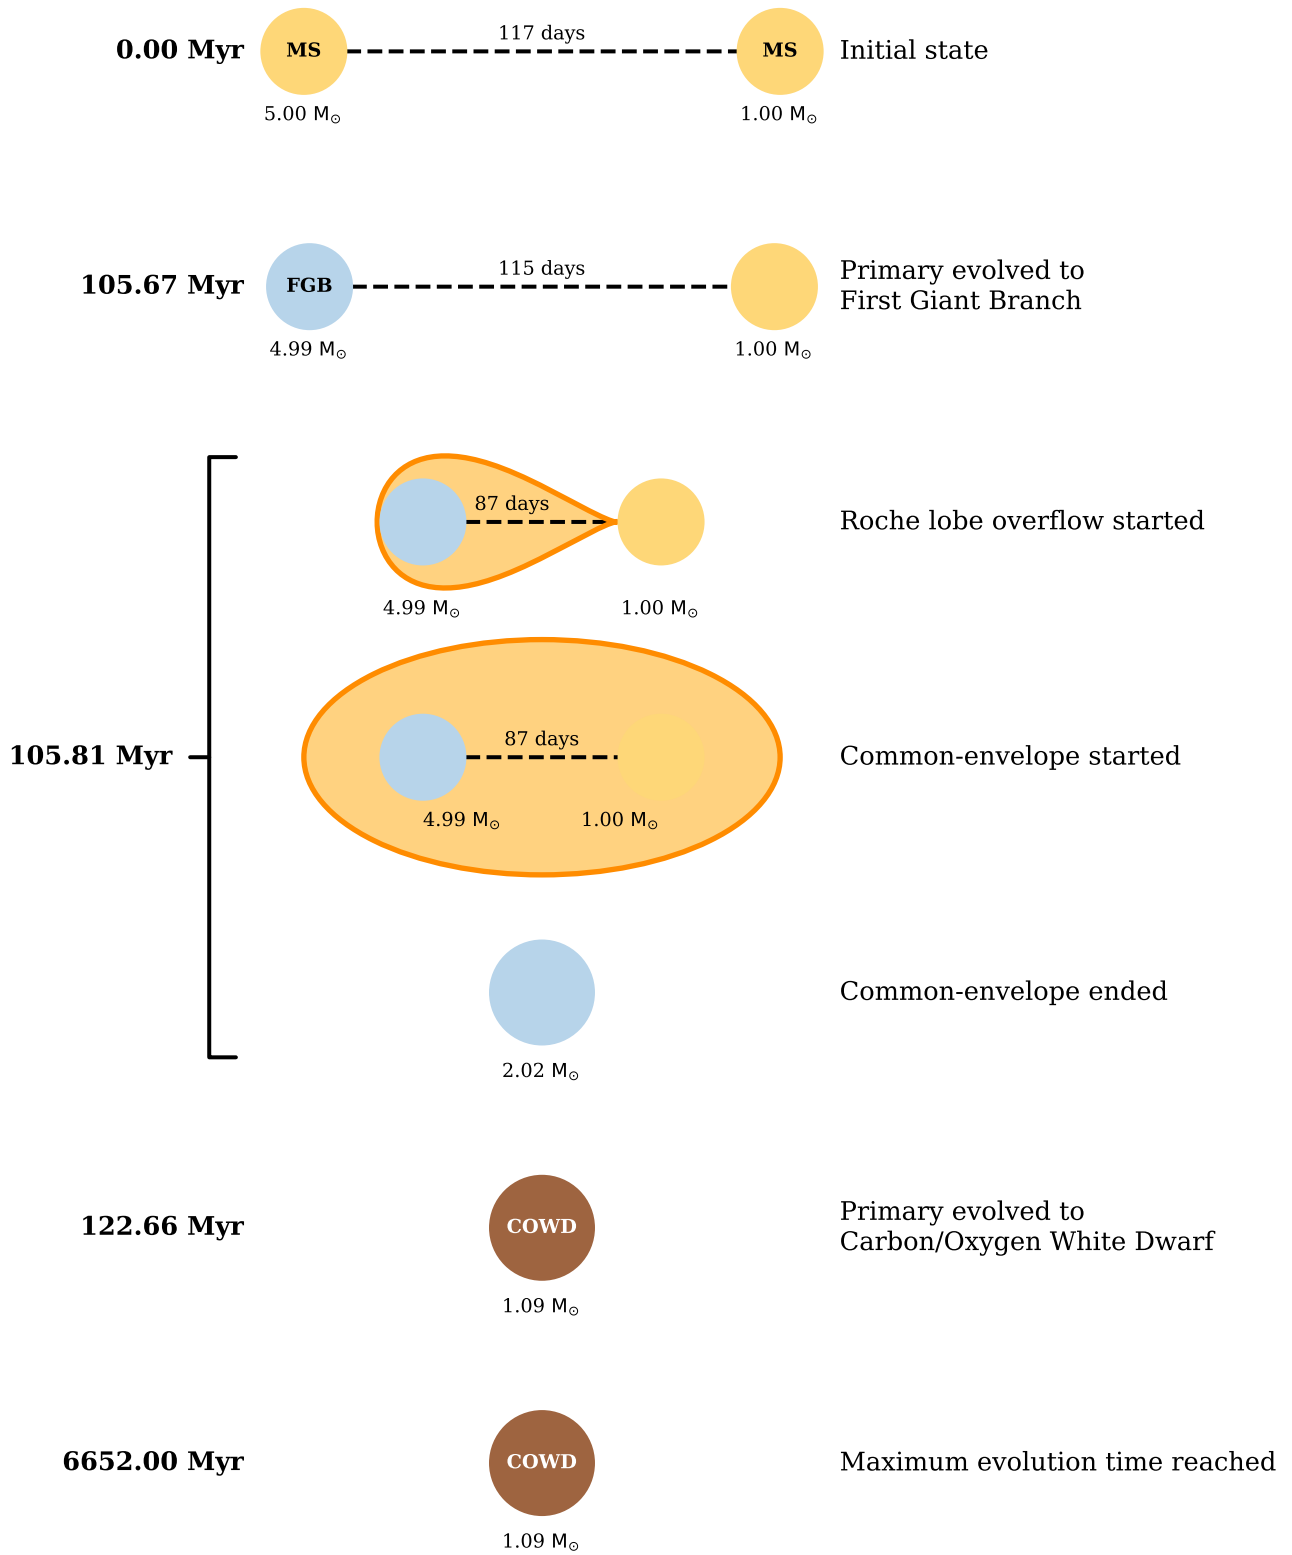 117 days
0.00 Myr MS MS Initial state
5.00 M⊙ 1.00 M⊙
115 days
105.67 Myr FGB Primary evolved to
First Giant Branch
4.99 M⊙ 1.00 M⊙
87 days
Roche lobe overflow started
4.99 M⊙ 1.00 M⊙
87 days
105.81 Myr Common-envelope started
4.99 M⊙ 1.00 M⊙
Common-envelope ended
2.02 M⊙
122.66 Myr COWD Primary evolved to
Carbon/Oxygen White Dwarf
1.09 M⊙
6652.00 Myr COWD Maximum evolution time reached
1.09 M⊙